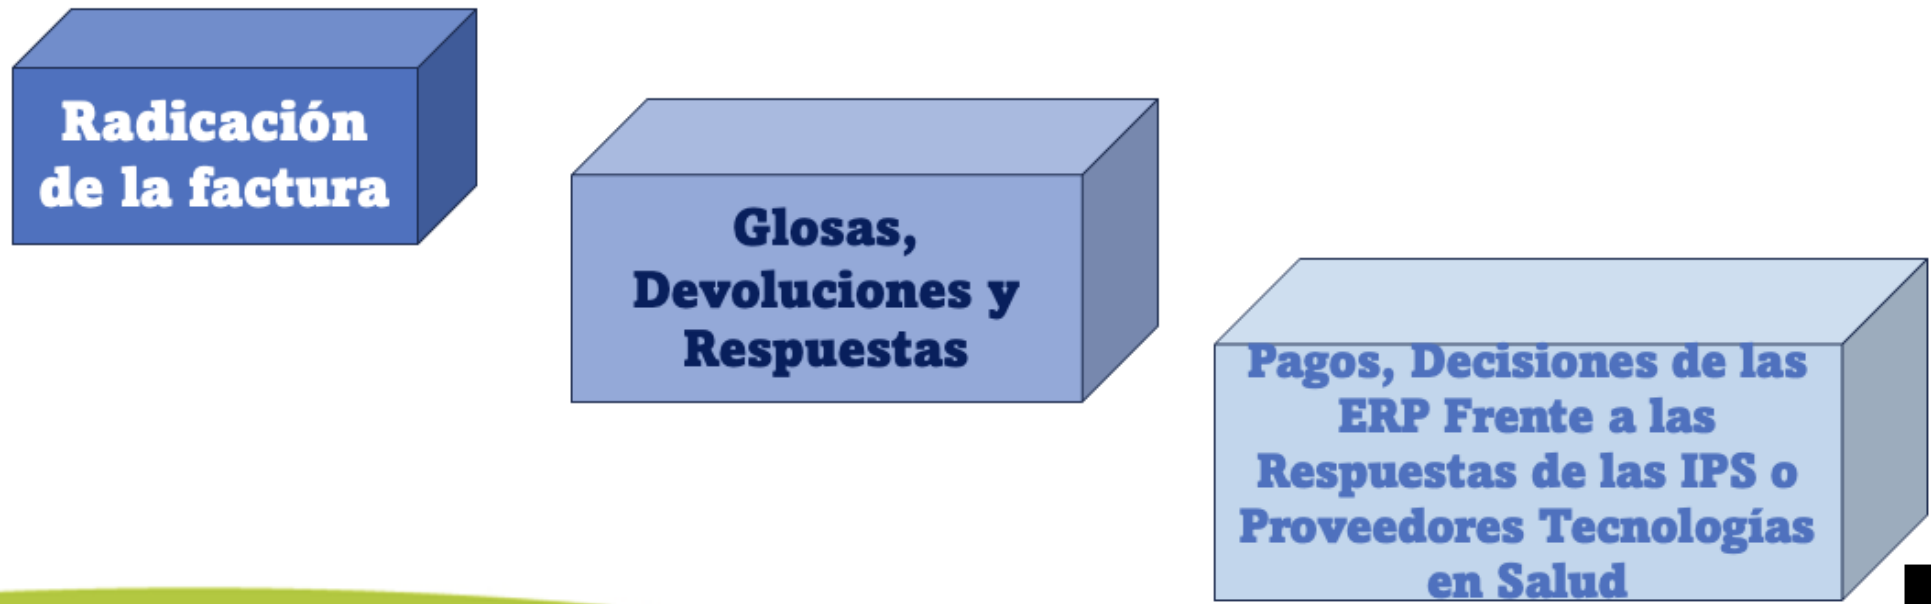 Radicación
de la factura
Glosas,
Devoluciones y
Respuestas
Pagos, Decisiones de las
ERP Frente a las
Respuestas de las IPS o
Proveedores Tecnologías
en Salud